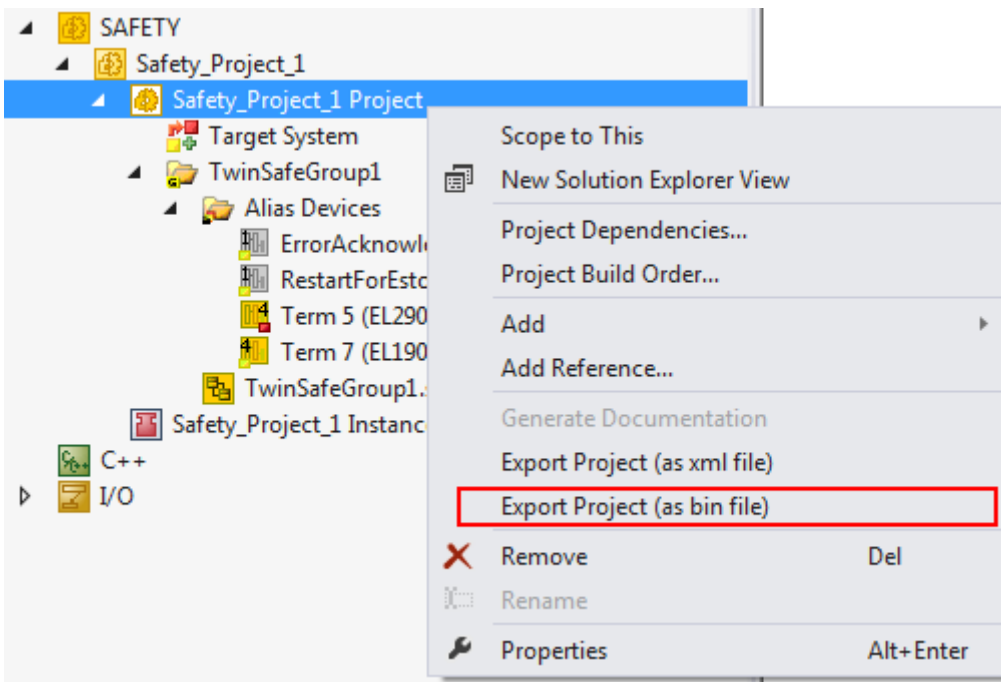 SAFETY
Safety_Project_1
Safety_Project_1 Project
Target System
TwinSafeGroup1
Alias Devices
ErrorAcknowl
RestartForEsto
Term 5 (EL290
Term 7 (EL190
TwinSafeGroup1.
Safety_Project_1 Instanc
C++
I/O
Scope to This
New Solution Explorer View
Project Dependencies...
Project Build Order...
Add
Add Reference...
Generate Documentation
Export Project (as xml file)
Export Project (as bin file)
Remove Del
Rename
Properties Alt+Enter